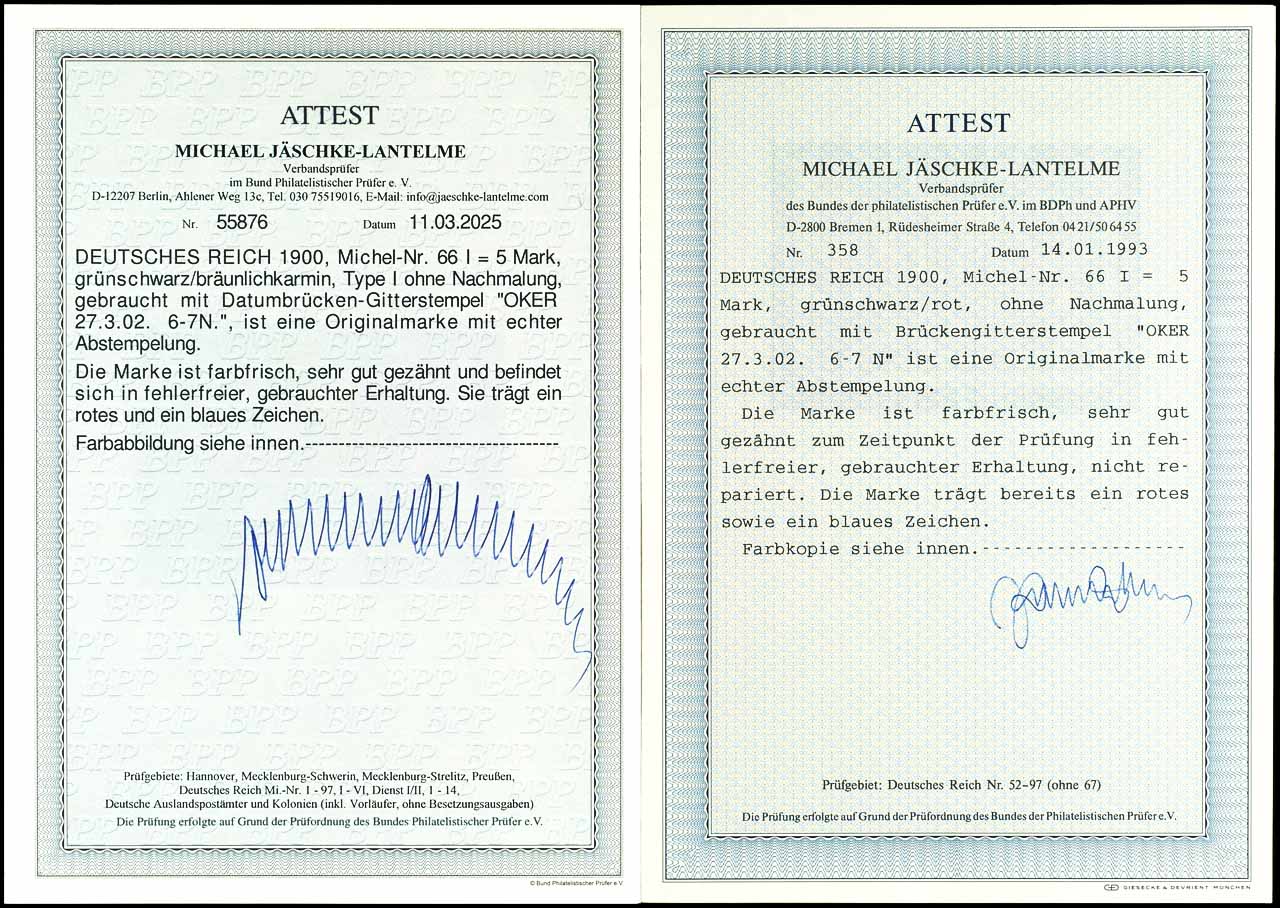 ATTEST
MICHAEL JÄSCHKE-LANTELME
Verbandsprüfer
im Bund Philatelistischer Prüfer e. V.
D-12207 Berlin, Ahlener Weg 13c, Tel. 030 75519016, E-Mail: info@jaeschke-lantelme.com
Nr. 55876 Datum 11.03.2025
DEUTSCHES REICH 1900, Michel-Nr. 66 I = 5 Mark,
grünschwarz/bräunlichkarmin, Type I ohne Nachmalung,
gebraucht mit Datumbrücken-Gitterstempel "OKER
27.3.02. 6-7N.", ist eine Originalmarke mit echter
Abstempelung.
Die Marke ist farbfrisch, sehr gut gezähnt und befindet
sich in fehlerfreier, gebrauchter Erhaltung. Sie trägt ein
rotes und ein blaues Zeichen.
Farbabbildung siehe innen.--------------------------------------
Prüfgebiete: Hannover, Mecklenburg-Schwerin, Mecklenburg-Strelitz, Preußen,
Deutsches Reich Mi.-Nr. 1 - 97, I - VI, Dienst I/II, 1 - 14,
Deutsche Auslandspostämter und Kolonien (inkl. Vorläufer, ohne Besetzungsausgaben)
Die Prüfung erfolgte auf Grund der Prüfordnung des Bundes Philatelistischer Prüfer e.V.
© Bund Philatelistischer Prüfer e.V.
ATTEST
MICHAEL JÄSCHKE-LANTELME
Verbandsprüfer
des Bundes der philatelistischen Prüfer e.V. im BDPh und APHV
D-2800 Bremen 1, Rüdesheimer Straße 4, Telefon 04 21/50 64 55
Nr. 358 Datum 14.01.1993
DEUTSCHES REICH 1900, Michel-Nr. 66 I = 5
Mark, grünschwarz/rot, ohne Nachmalung,
gebraucht mit Brückengitterstempel "OKER
27.3.02. 6-7 N" ist eine Originalmarke mit
echter Abstempelung.
Die Marke ist farbfrisch, sehr gut
gezähnt zum Zeitpunkt der Prüfung in feh-
lerfreier, gebrauchter Erhaltung, nicht re-
pariert. Die Marke trägt bereits ein rotes
sowie ein blaues Zeichen.
Farbkopie siehe innen.-------------------
Prüfgebiet: Deutsches Reich Nr. 52-97 (ohne 67)
Die Prüfung erfolgte auf Grund der Prüfordnung des Bundes der Philatelistischen Prüfer e.V.
GIESECKE & DEVRIENT MÜNCHEN